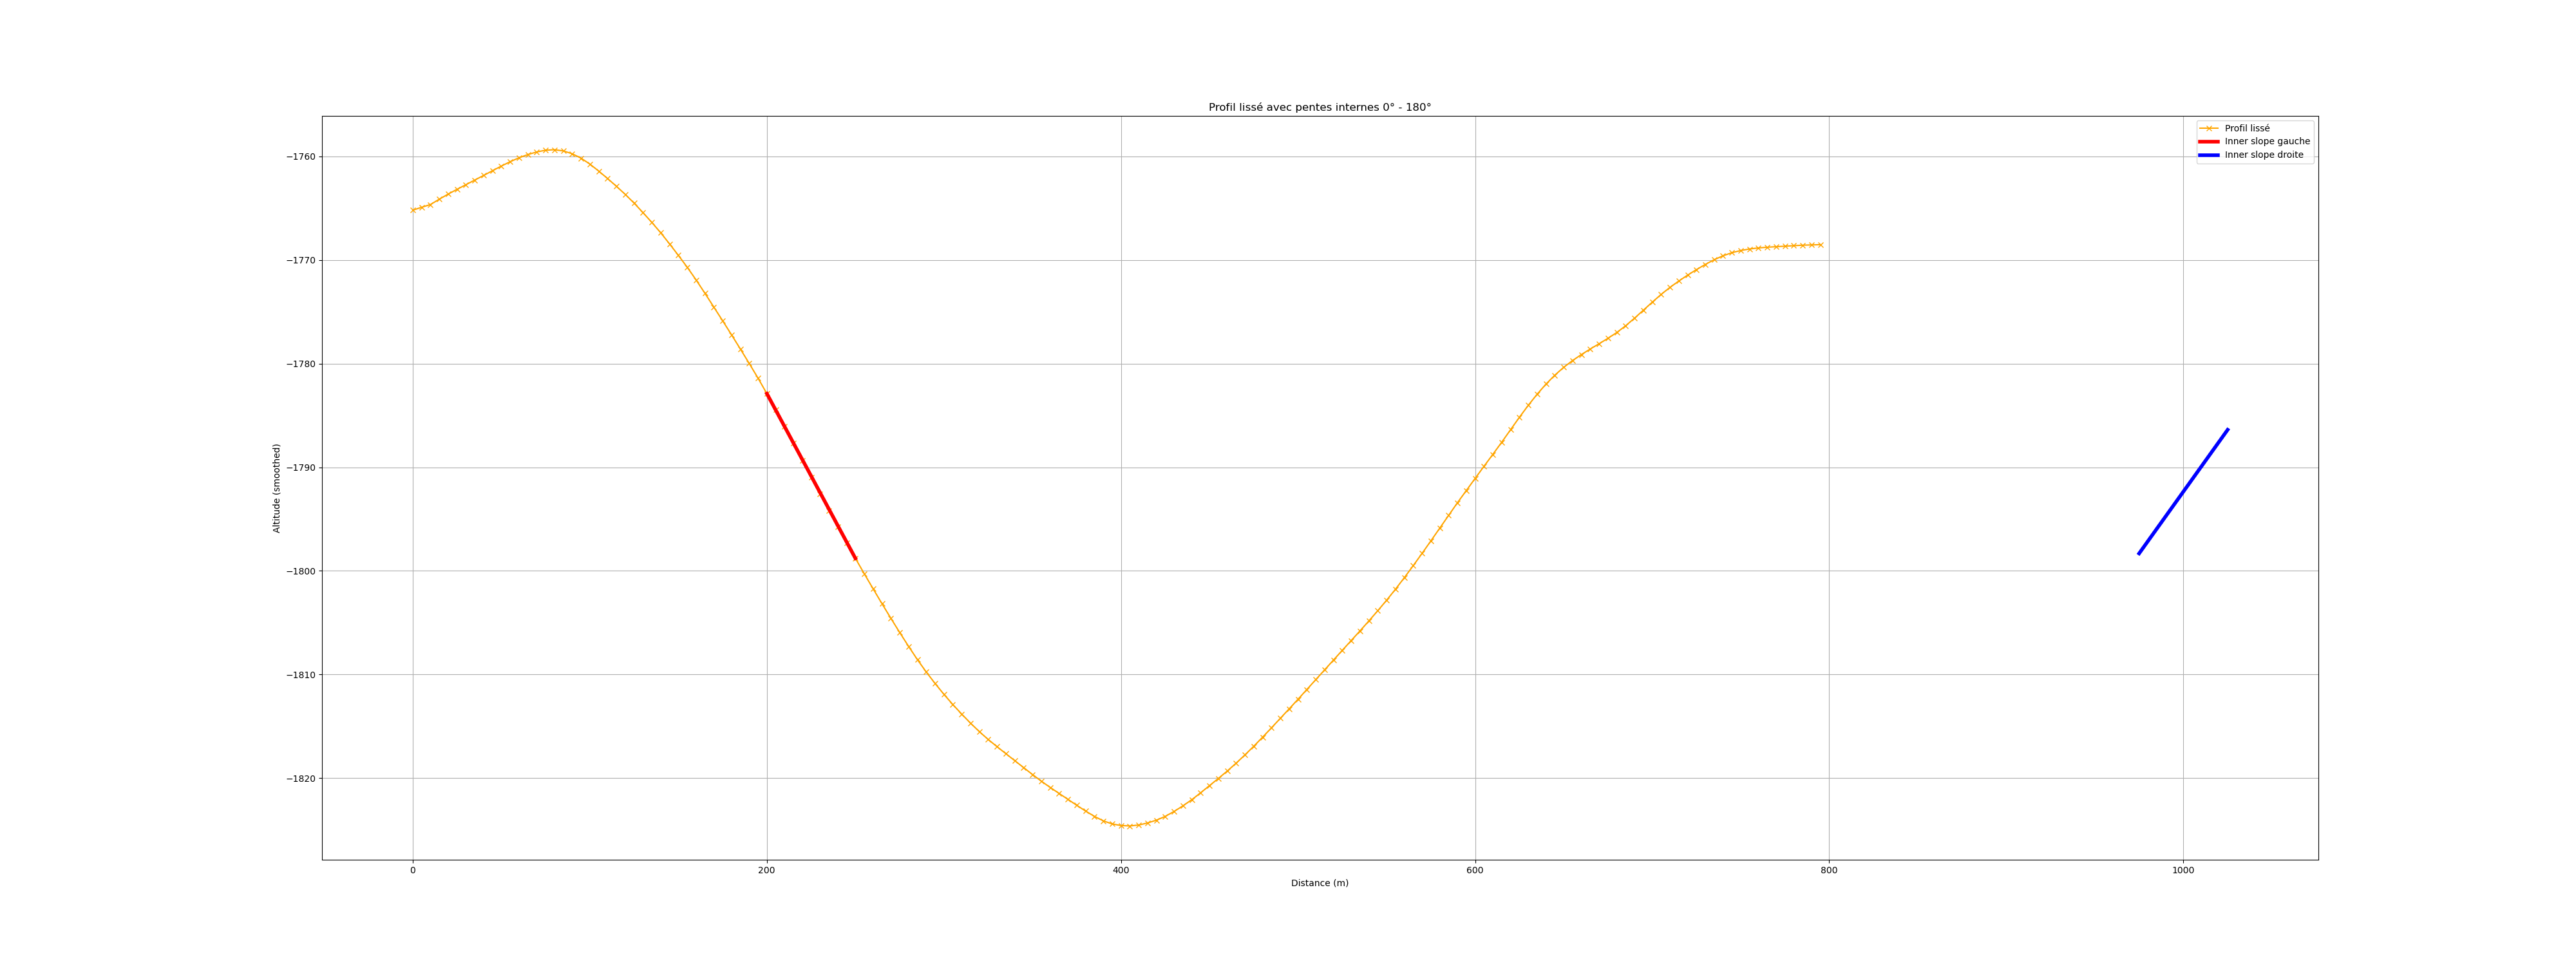 Profil lissé avec pentes internes 0° - 180°
Profil lissé
Inner slope gauche
Inner slope droite
Altitude (smoothed)
−1760
−1770
−1780
−1790
−1800
−1810
−1820
0
200
400
600
800
1000
Distance (m)